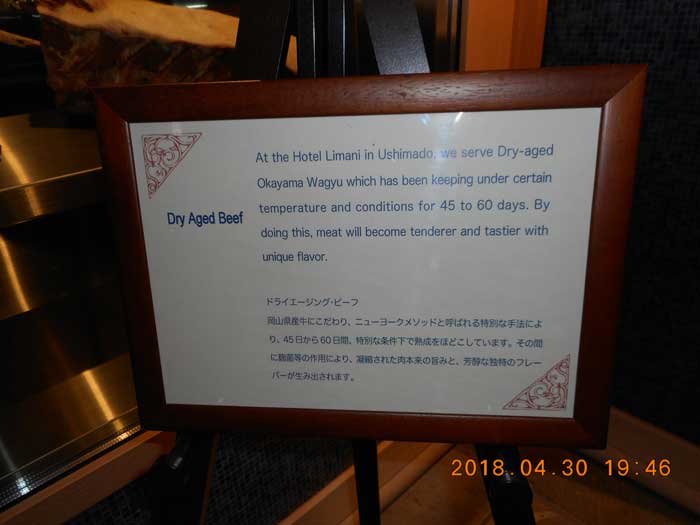 At the Hotel Limani in Ushimado, we serve Dry-aged
Okayama Wagyu which has been keeping under certain
Dry Aged Beef
temperature and conditions for 45 to 60 days. By
doing this, meat will become tenderer and tastier with
unique flavor.
ドライエージング・ビーフ
岡山県産牛にこだわり、ニューヨークメソッドと呼ばれる特別な手法によ
り、45日から60日間、特別な条件下で熟成をほどこしています。その間
に麹菌等の作用により、凝縮された肉本来の旨みと、芳醇な独特のフレー
バーが生み出されます。
2018.04.30 19:46